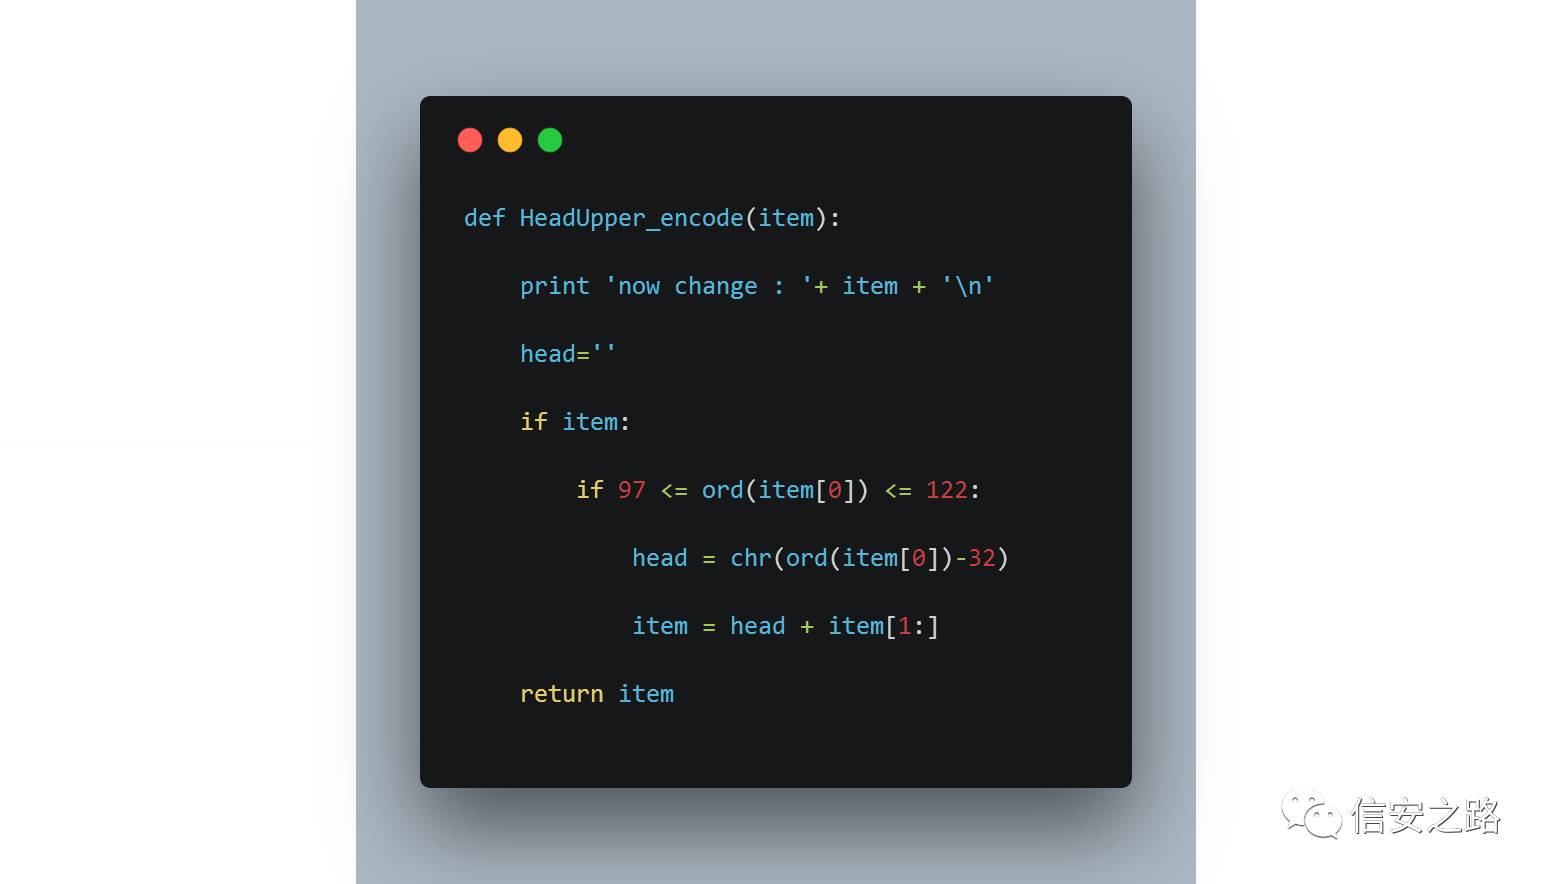 def HeadUpper_encode(item):
    print 'now change : '+ item + '\n'
    head=''
    if item:
        if 97 <= ord(item[0]) <= 122:
            head = chr(ord(item[0])-32)
            item = head + item[1:]
    return item
信安之路